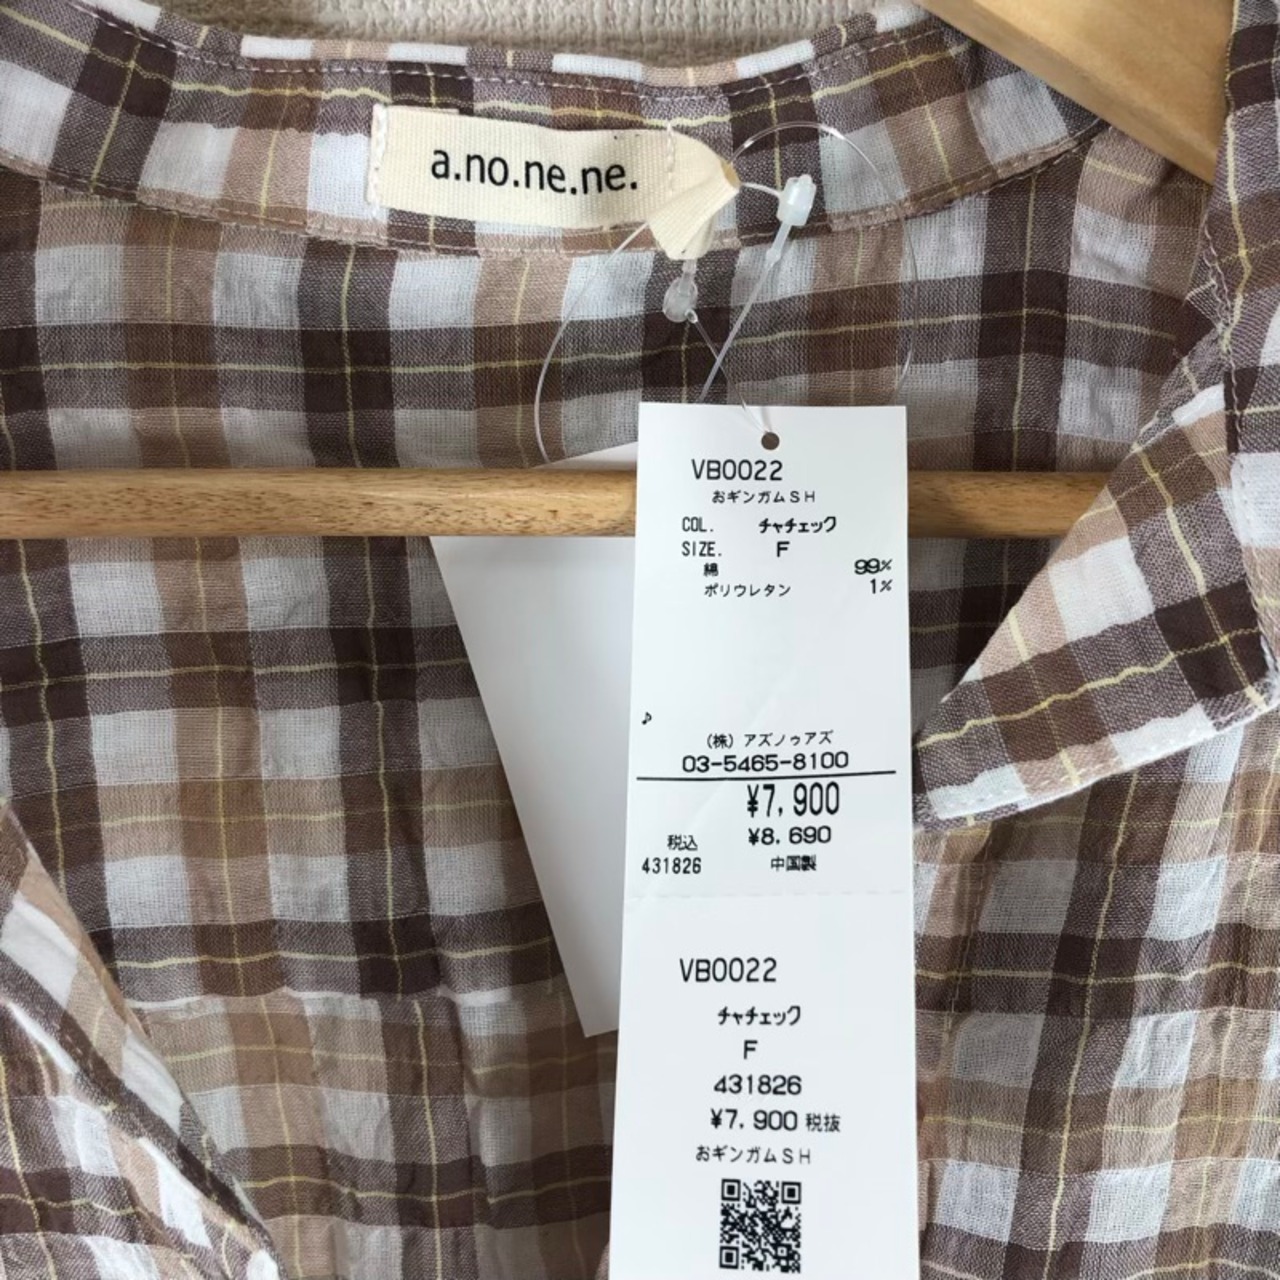 a.no.ne.ne.
VB0022
おギンガムSH
COL. チャチェック
SIZE. F
綿 99%
ポリウレタン 1%
♪
(株) アズノゥアズ
03-5465-8100
¥7,900
税込 ¥8,690
431826 中国製
VB0022
チャチェック
F
431826
¥7,900 税抜
おギンガムSH